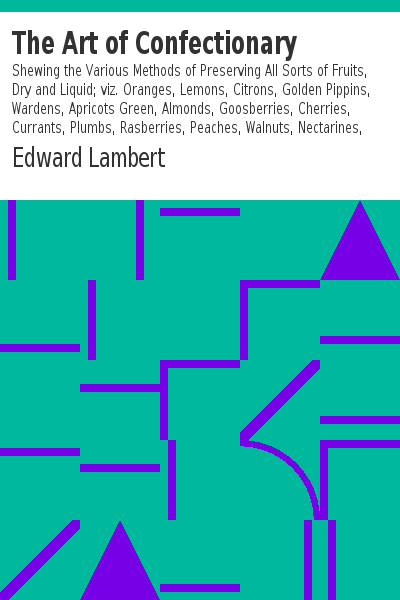 The Art of Confectionary
Shewing the Various Methods of Preserving All Sorts of Fruits,
Dry and Liquid; viz. Oranges, Lemons, Citrons, Golden Pippins,
Wardens, Apricots Green, Almonds, Goosberries, Cherries,
Currants, Plumbs, Rasberries, Peaches, Walnuts, Nectarines,
Edward Lambert